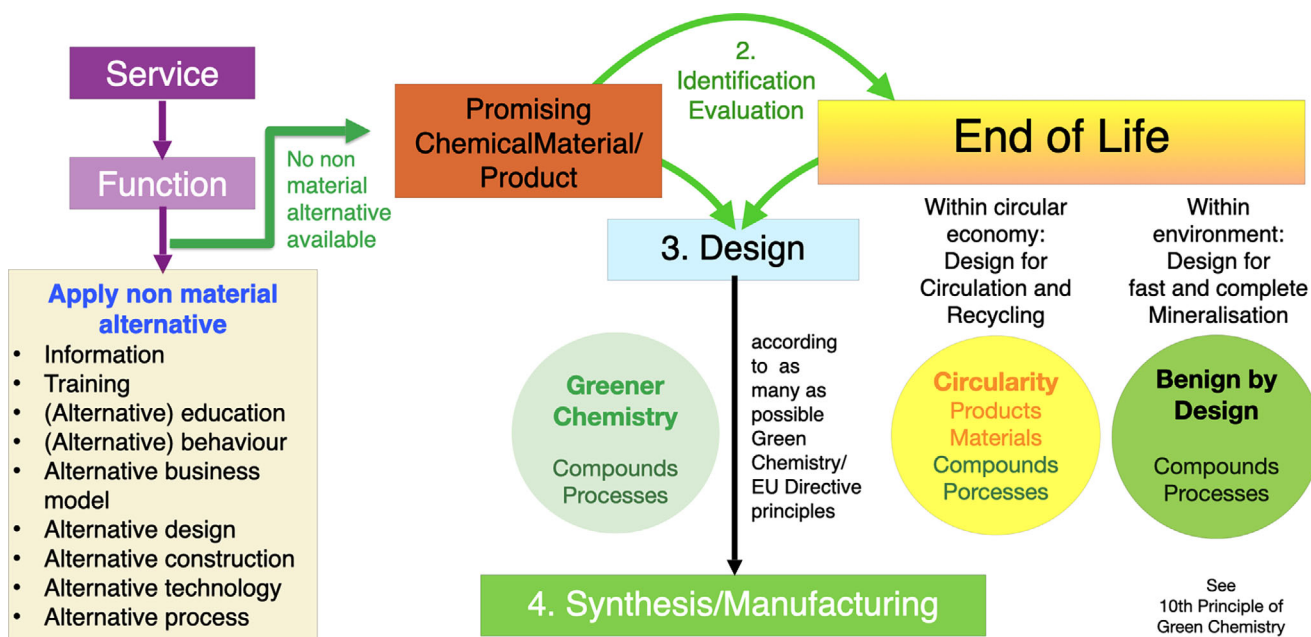 Service
Function
No non
material
alternative
available
Apply non material
alternative
• Information
• Training
• (Alternative) education
• (Alternative) behaviour
• Alternative business
model
• Alternative design
• Alternative construction
• Alternative technology
• Alternative process
Promising
ChemicalMaterial/
Product
2.
Identification
Evaluation
End of Life
3. Design
Within circular
economy:
Design for
Circulation and
Recycling
Within
environment:
Design for
fast and complete
Mineralisation
Greener
Chemistry
Compounds
Processes
according
to as
many as
possible
Green
Chemistry/
EU Directive
principles
Circularity
Products
Materials
Compounds
Porcesses
Benign by
Design
Compounds
Processes
4. Synthesis/Manufacturing
See
10th Principle of
Green Chemistry